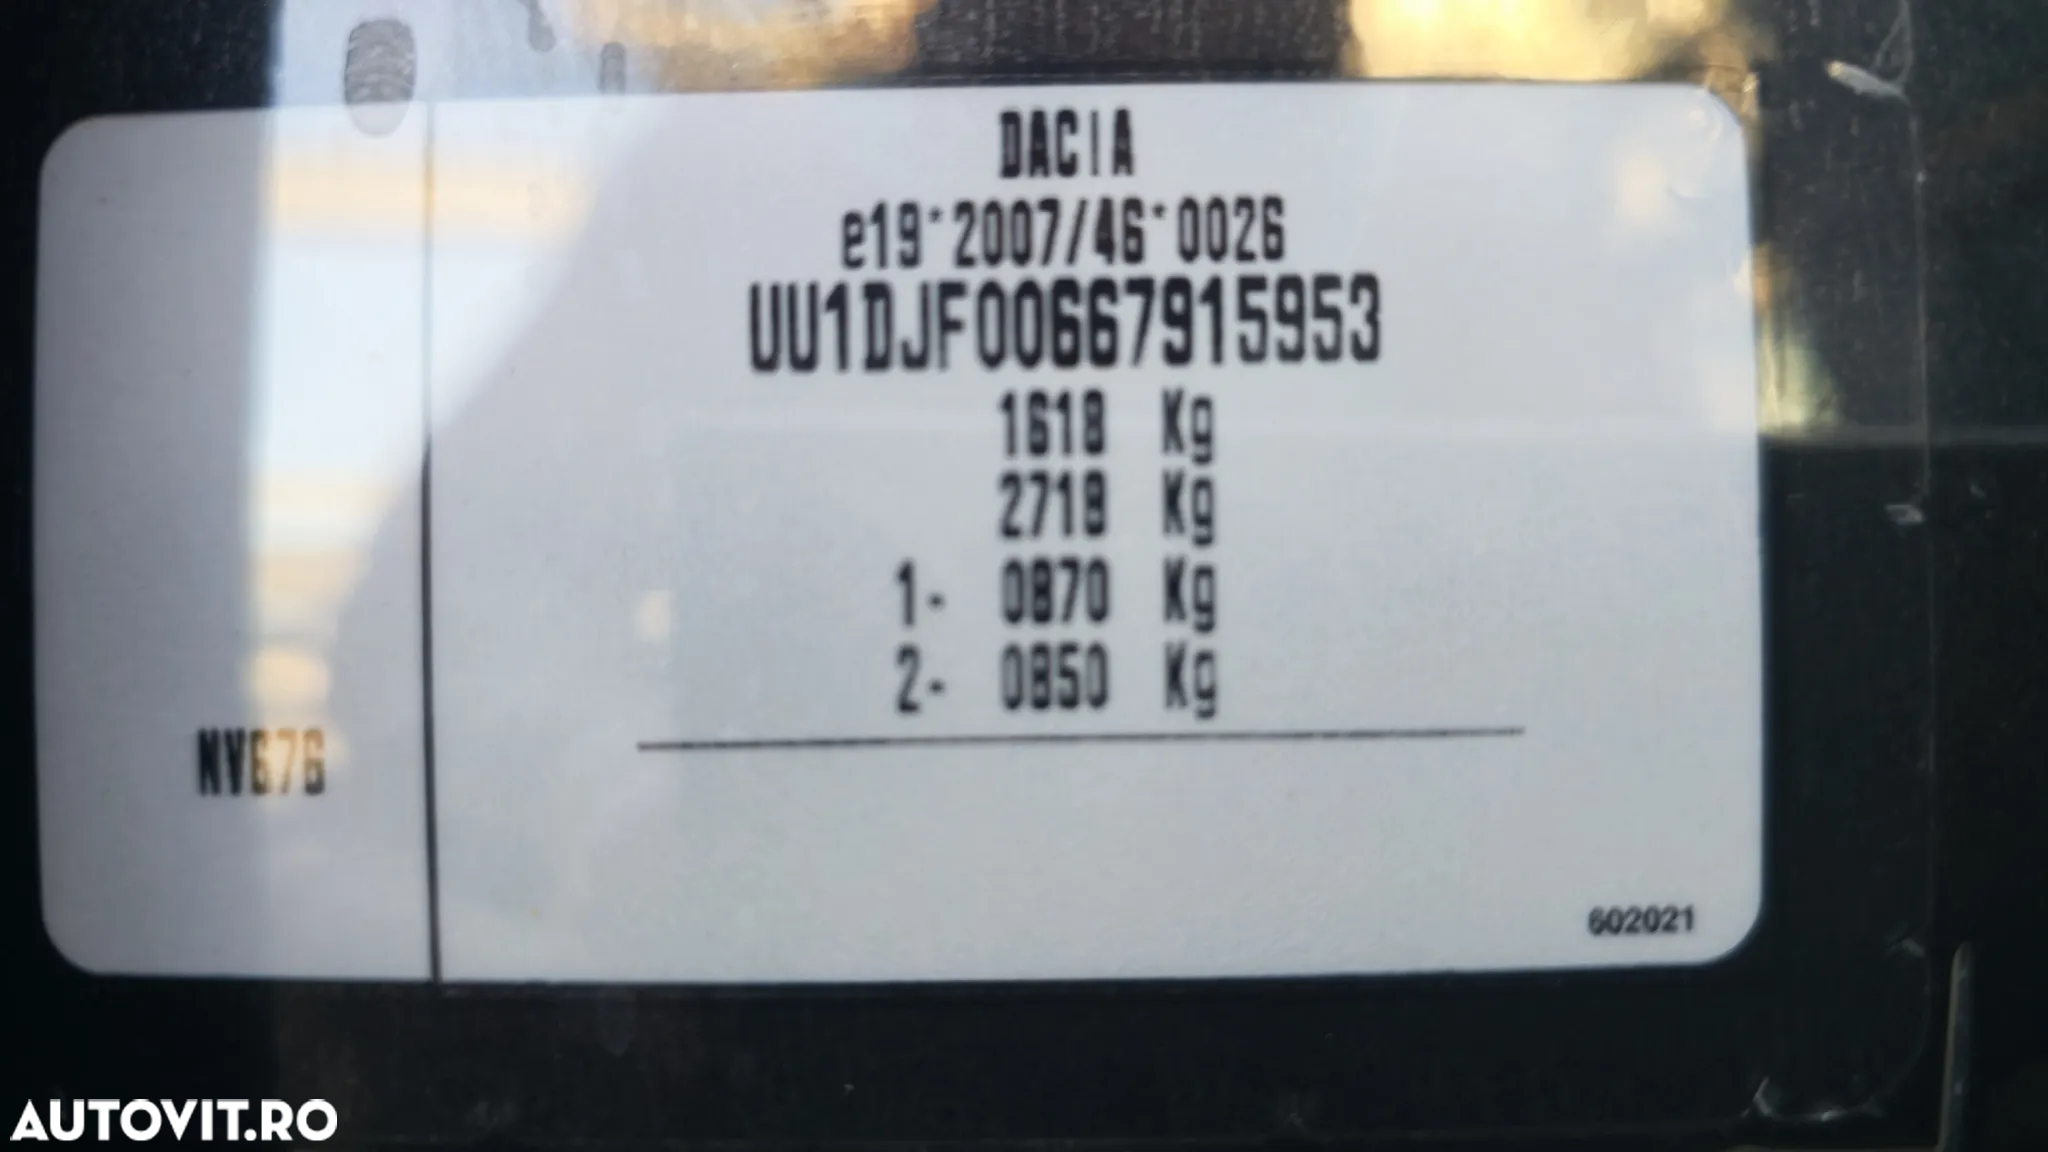 DACIA
e19*2007/46*0026
UU1DJF00667915953
1618 Kg
2718 Kg
1- 0870 Kg
2- 0850 Kg
NV676
602021
AUTOVIT.RO